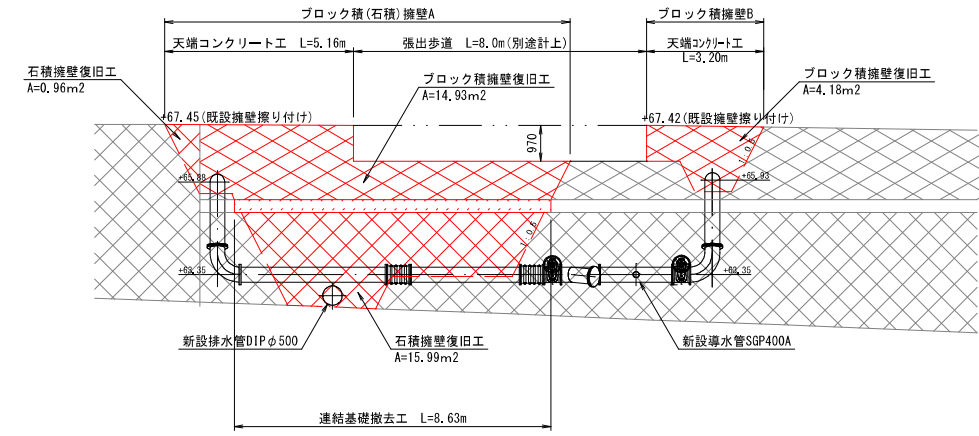 ブロック積(石積)擁壁A
ブロック積擁壁B
天端コンクリート工 L=5.16m
張出歩道 L=8.0m(別途計上)
天端コンクリート工
L=3.20m
石積擁壁復旧工
A=0.96m2
ブロック積擁壁復旧工
A=14.93m2
ブロック積擁壁復旧工
A=4.18m2
+67.45(既設擁壁擦り付け)
+67.42(既設擁壁擦り付け)
970
1:0.5
+65.88
+65.93
1:0.5
+63.35
+63.35
新設排水管DIPφ500
石積擁壁復旧工
A=15.99m2
新設導水管SGP400A
連結基礎撤去工 L=8.63m